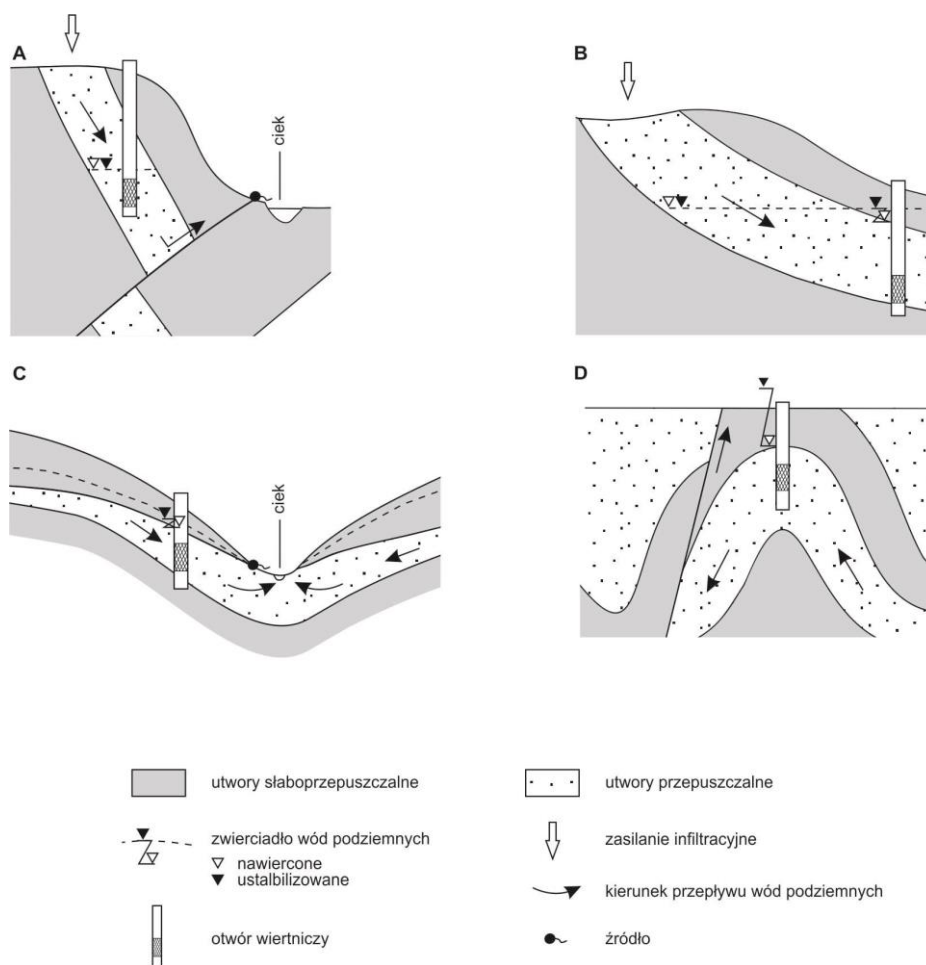 A
ciek
B
C
ciek
D
utwory słaboprzepuszczalne
zwierciadło wód podziemnych
nawiercone
ustalbilizowane
otwór wiertniczy
utwory przepuszczalne
zasilanie infiltracyjne
kierunek przepływu wód podziemnych
źródło